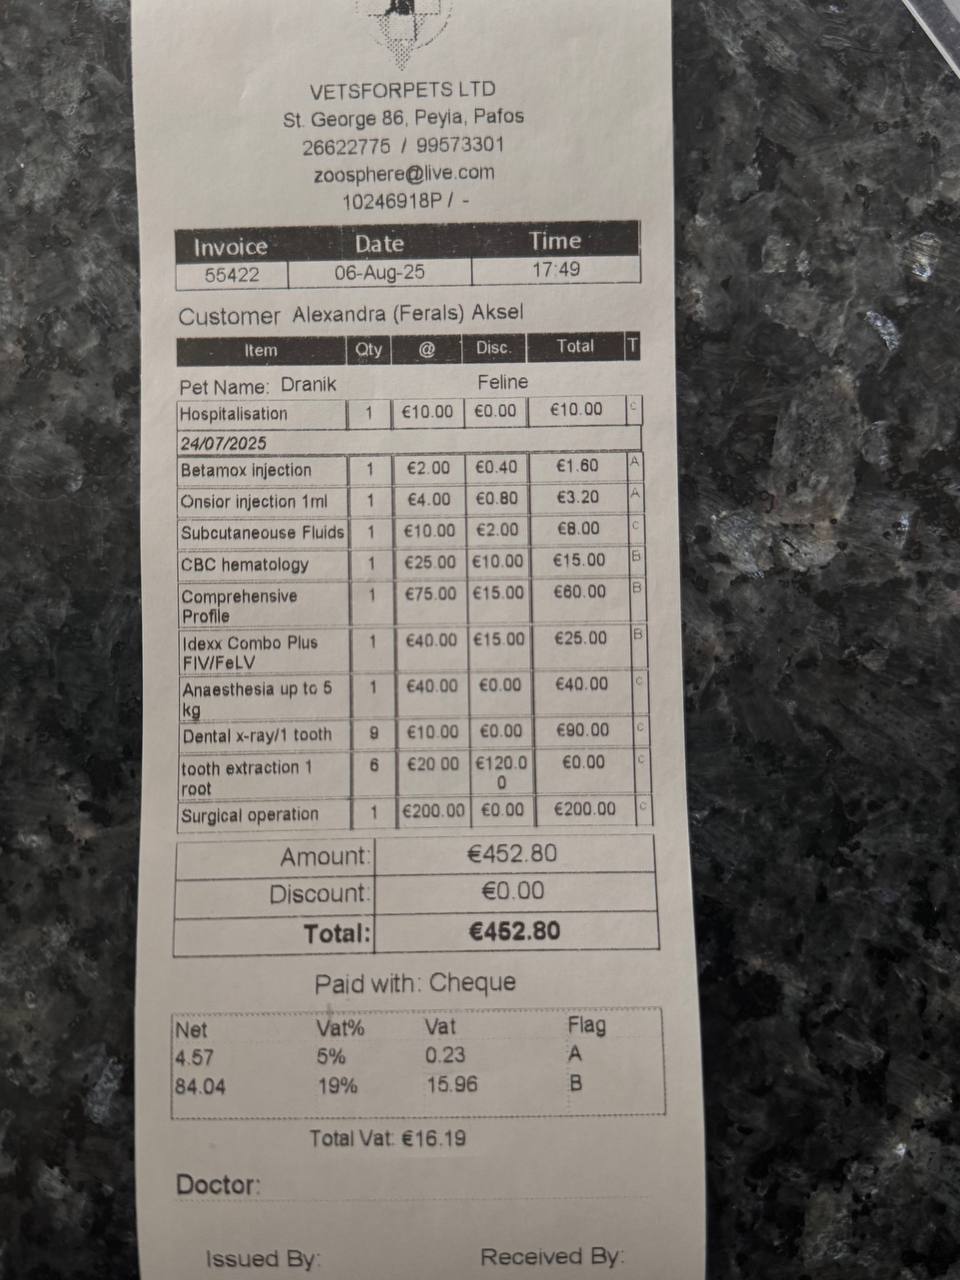 VETSFORPETS LTD
St. George 86, Peyia, Pafos
26622775 / 99573301
zoosphere@live.com
10246918P / -
Invoice Date Time
55422 06-Aug-25 17:49
Customer Alexandra (Ferals) Aksel
Item Qty @ Disc. Total T
Pet Name: Dranik Feline
Hospitalisation 1 €10.00 €0.00 €10.00 C
24/07/2025
Betamox injection 1 €2.00 €0.40 €1.60 A
Onsior injection 1ml 1 €4.00 €0.80 €3.20 A
Subcutaneouse Fluids 1 €10.00 €2.00 €8.00 C
CBC hematology 1 €25.00 €10.00 €15.00 B
Comprehensive 1 €75.00 €15.00 €60.00 B
Profile
Idexx Combo Plus 1 €40.00 €15.00 €25.00 B
FIV/FeLV
Anaesthesia up to 5 1 €40.00 €0.00 €40.00 C
kg
Dental x-ray/1 tooth 9 €10.00 €0.00 €90.00 C
tooth extraction 1 6 €20.00 €120.0 €0.00 C
root 0
Surgical operation 1 €200.00 €0.00 €200.00 C
Amount: €452.80
Discount: €0.00
Total: €452.80
Paid with: Cheque
Net Vat% Vat Flag
4.57 5% 0.23 A
84.04 19% 15.96 B
Total Vat: €16.19
Doctor:
Issued By: Received By: